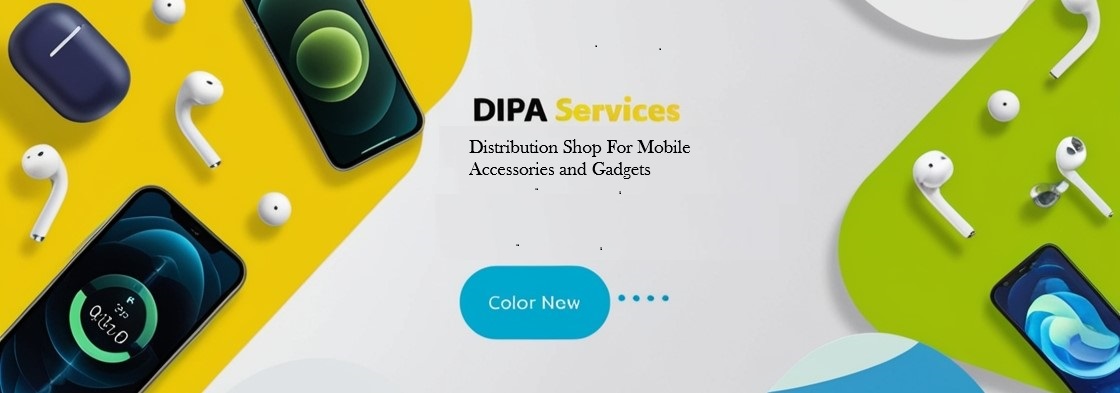 DIPA Services
Distribution Shop For Mobile
Accessories and Gadgets
Color New